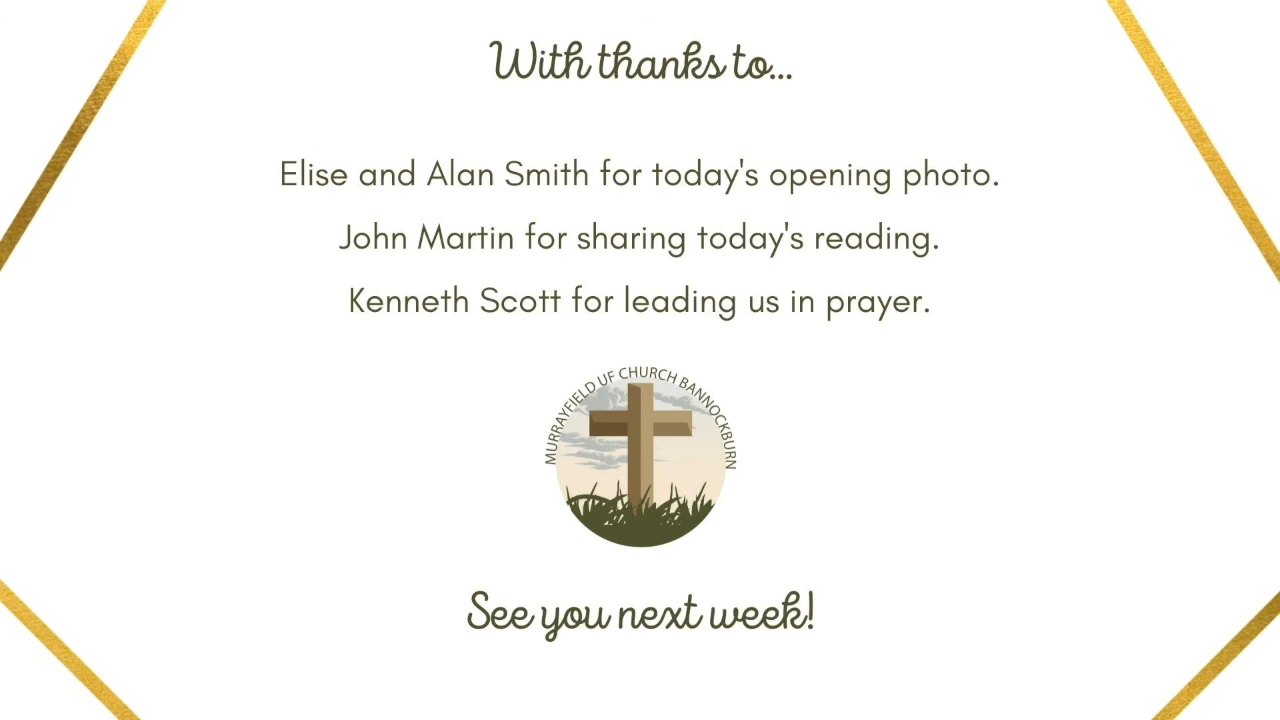 With thanks to...
Elise and Alan Smith for today's opening photo.
John Martin for sharing today's reading.
Kenneth Scott for leading us in prayer.
MURRAYFIELD UF CHURCH BANNOCKBURN
See you next week!